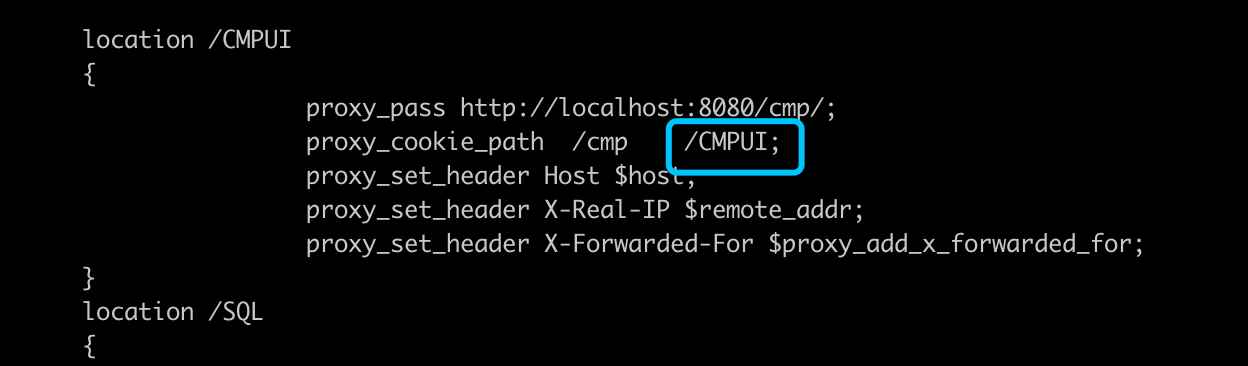 location /CMPUI
{
proxy_pass http://localhost:8080/cmp/;
proxy_cookie_path /cmp /CMPUI;
proxy_set_header Host $host;
proxy_set_header X-Real-IP $remote_addr;
proxy_set_header X-Forwarded-For $proxy_add_x_forwarded_for;
}
location /SQL
{